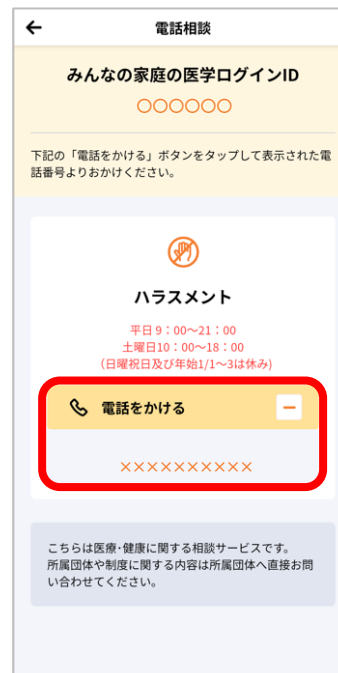 電話相談
みんなの家庭の医学ログインID
○○○○○○
下記の「電話をかける」ボタンをタップして表示された電
話番号よりおかけください。
ハラスメント
平日9：00～21：00
土曜日10：00～18：00
(日曜祝日及び年始1/1～3は休み)
電話をかける
××××××××××
こちらは医療・健康に関する相談サービスです。
所属団体や制度に関する内容は所属団体へ直接お問
い合わせてください。